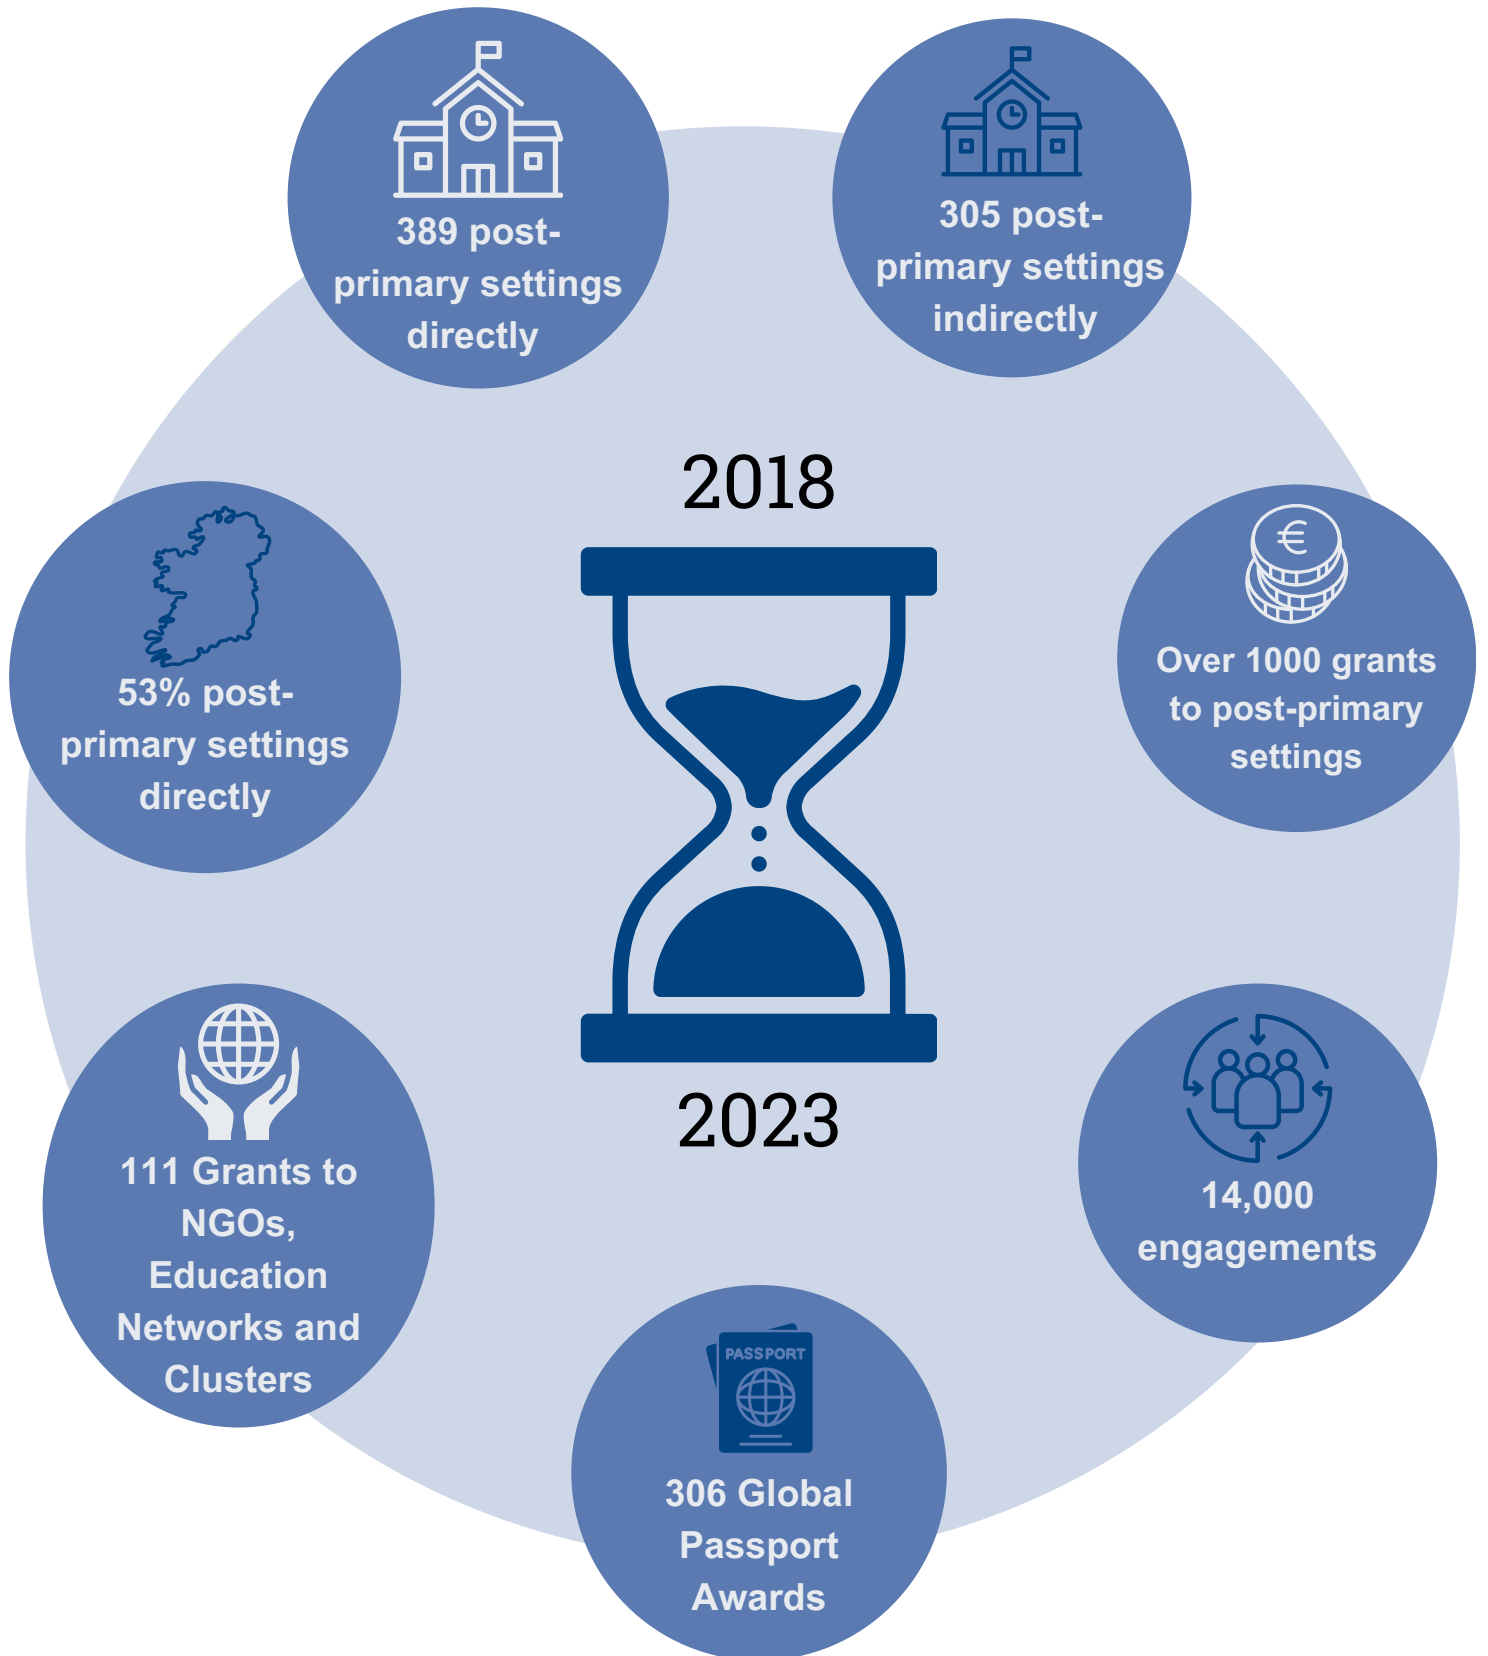 389 post-
primary settings
directly
305 post-
primary settings
indirectly
2018
53% post-
primary settings
directly
€
Over 1000 grants
to post-primary
settings
2023
111 Grants to
NGOs,
Education
Networks and
Clusters
14,000
engagements
PASSPORT
306 Global
Passport
Awards